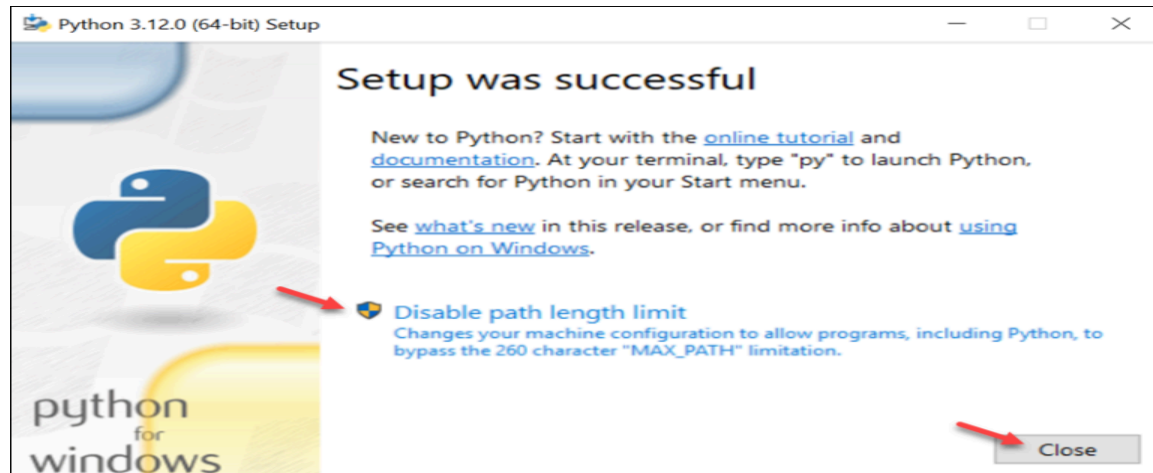 Python 3.12.0 (64-bit) Setup
Setup was successful
New to Python? Start with the online tutorial and
documentation. At your terminal, type "py" to launch Python,
or search for Python in your Start menu.
See what's new in this release, or find more info about using
Python on Windows.
Disable path length limit
Changes your machine configuration to allow programs, including Python, to
bypass the 260 character "MAX_PATH" limitation.
python
for
windows
Close